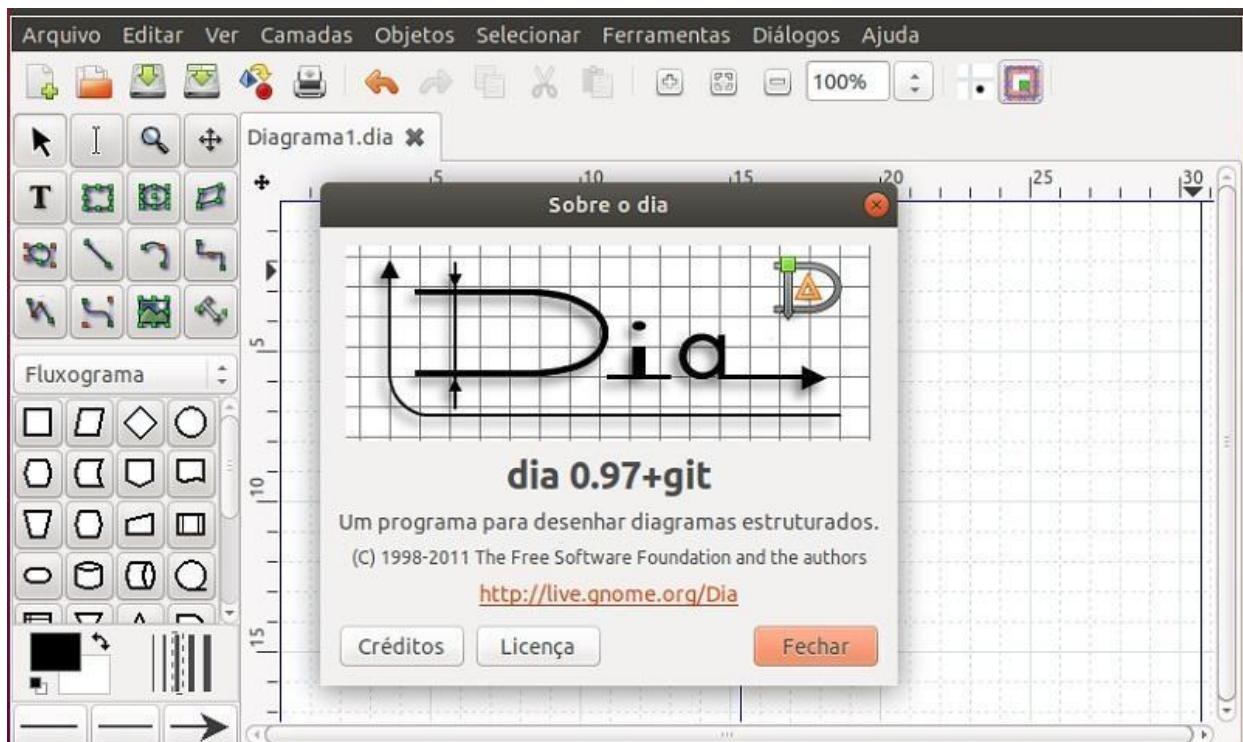 Arquivo Editar Ver Camadas Objetos Selecionar Ferramentas Diálogos Ajuda
100%
Diagrama1.dia
T
5 10 15 20 25 30
Sobre o dia
Dia
5
Fluxograma
10
dia 0.97+git
Um programa para desenhar diagramas estruturados.
(C) 1998-2011 The Free Software Foundation and the authors
http://live.gnome.org/Dia
15
Créditos Licença Fechar